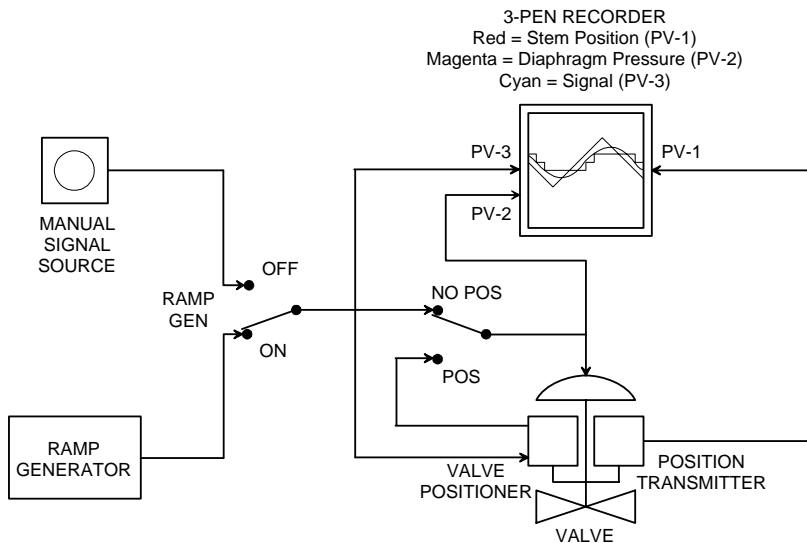 3-PEN RECORDER
Red = Stem Position (PV-1)
Magenta = Diaphragm Pressure (PV-2)
Cyan = Signal (PV-3)
PV-3
PV-1
PV-2
MANUAL
SIGNAL
SOURCE
OFF
RAMP
GEN
ON
NO POS
POS
RAMP
GENERATOR
VALVE
POSITIONER
POSITION
TRANSMITTER
VALVE